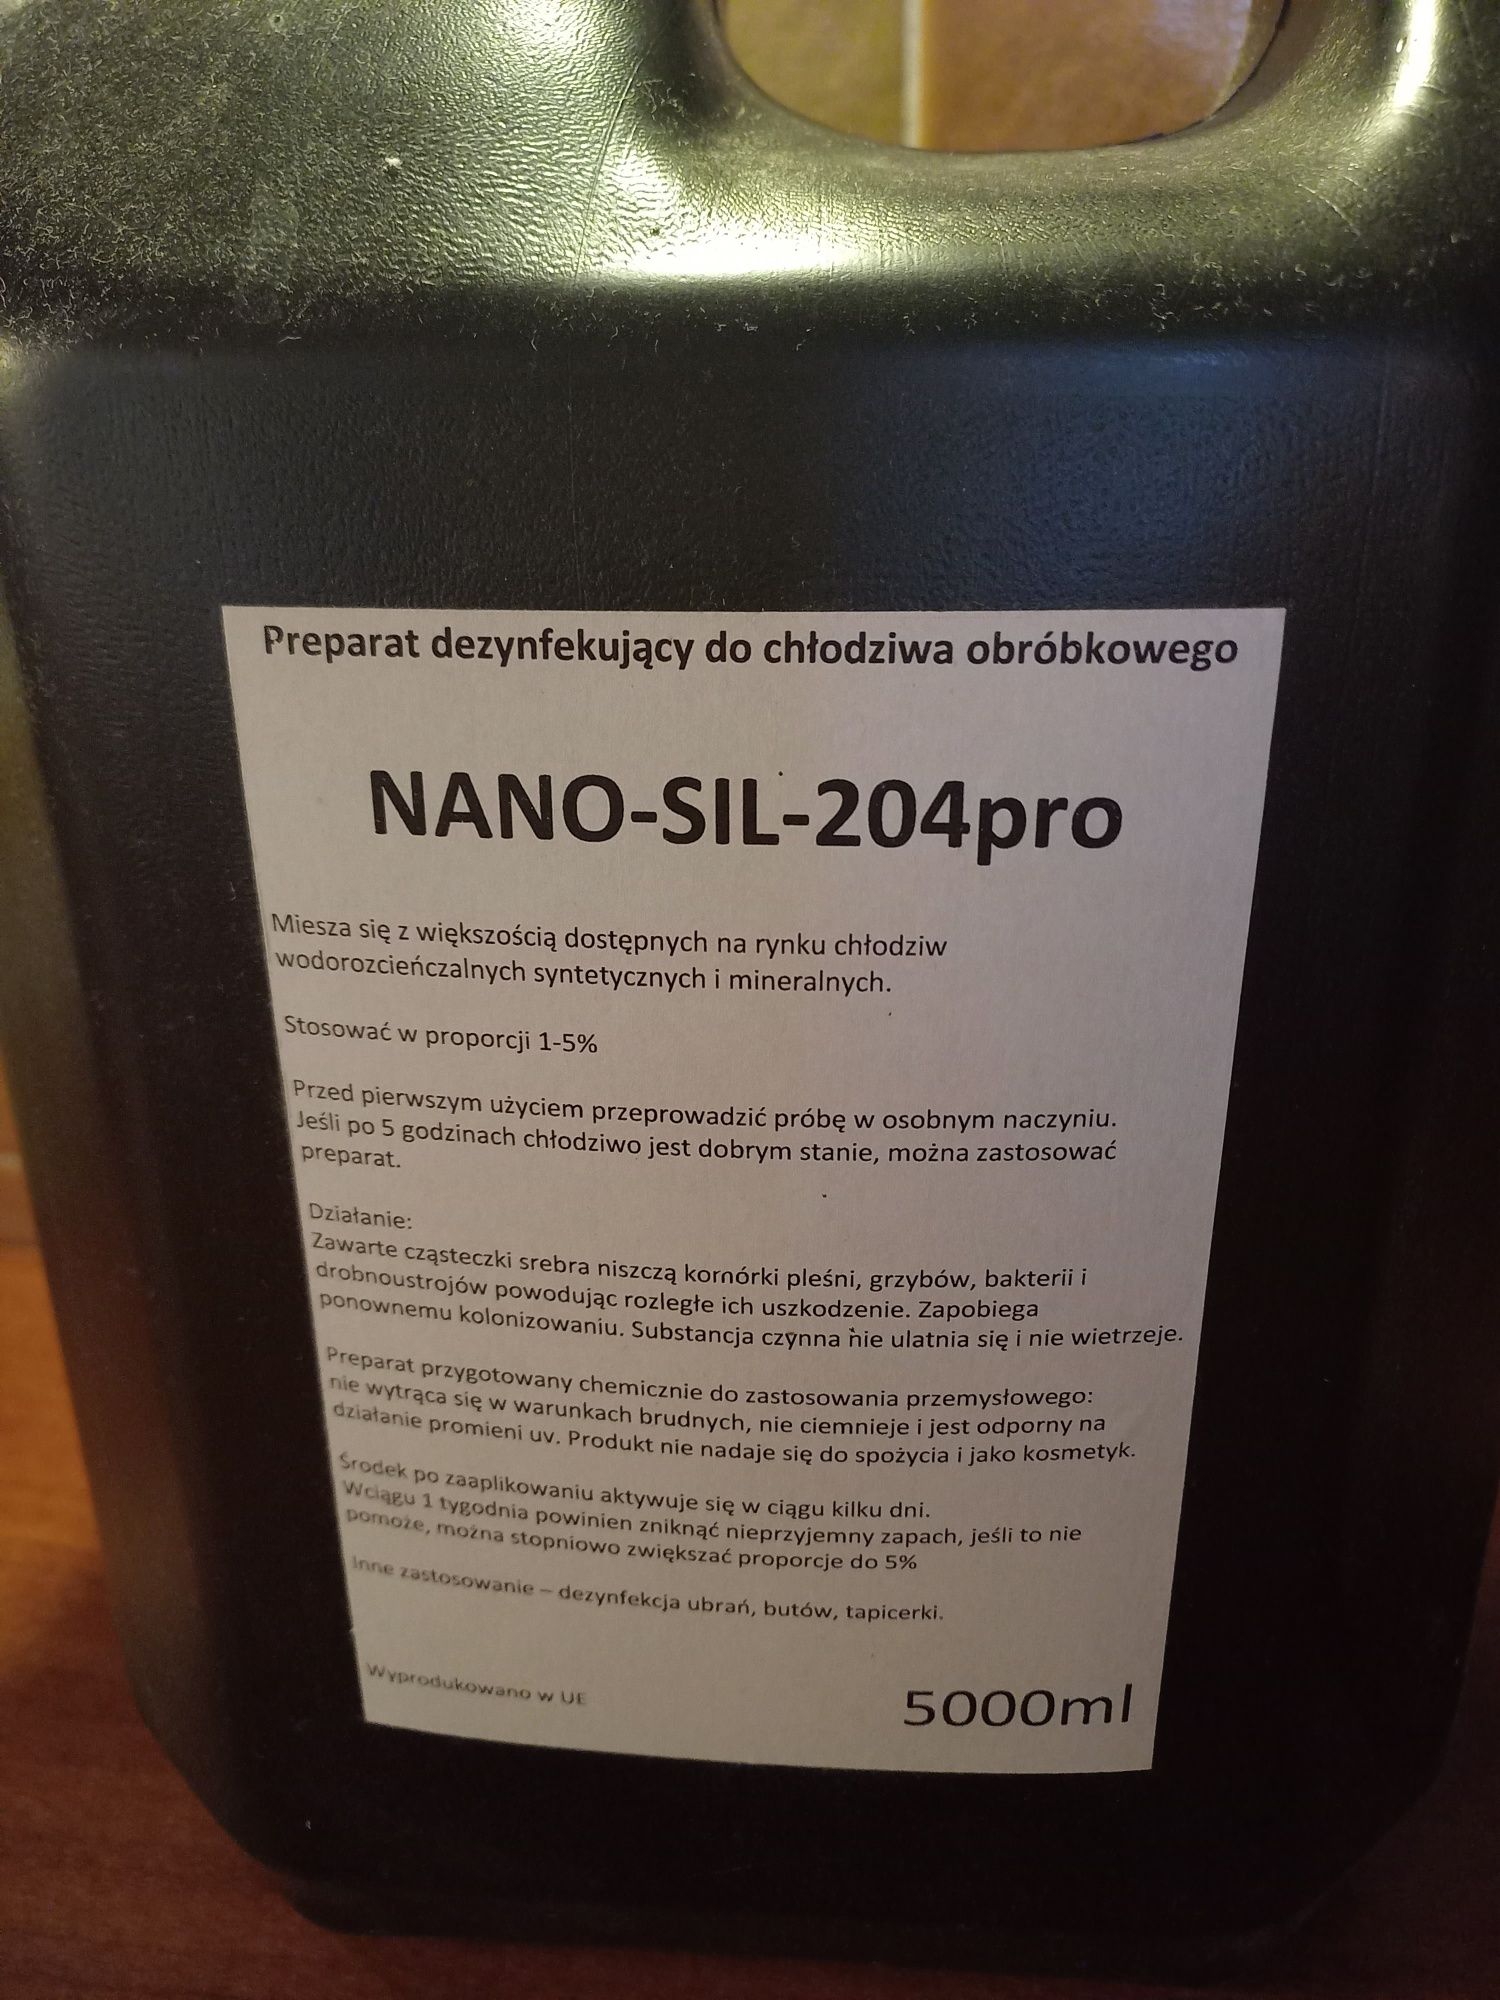 Preparat dezynfekujący do chłodziwa obróbkowego
NANO-SIL-204pro
Miesza się z większością dostępnych na rynku chłodziw
wodorozcieńczalnych syntetycznych i mineralnych.
Stosować w proporcji 1-5%
Przed pierwszym użyciem przeprowadzić próbę w osobnym naczyniu.
Jeśli po 5 godzinach chłodziwo jest dobrym stanie, można zastosować
preparat.
Działanie:
Zawarte cząsteczki srebra niszczą kornórki pleśni, grzybów, bakterii i
drobnoustrojów powodując rozległe ich uszkodzenie. Zapobiega
ponownemu kolonizowaniu. Substancja czynna nie ulatnia się i nie wietrzeje.
Preparat przygotowany chemicznie do zastosowania przemysłowego:
nie wytrąca się w warunkach brudnych, nie ciemnieje i jest odporny na
działanie promieni uv. Produkt nie nadaje się do spożycia i jako kosmetyk.
Środek po zaaplikowaniu aktywuje się w ciągu kilku dni.
Wciągu 1 tygodnia powinien zniknąć nieprzyjemny zapach, jeśli to nie
pomoże, można stopniowo zwiększać proporcje do 5%
Inne zastosowanie – dezynfekcja ubrań, butów, tapicerki.
Wyprodukowano w UE
5000ml